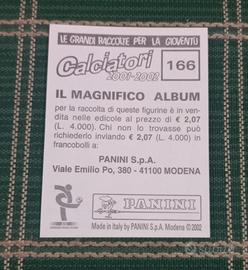 LE GRANDI RACCOLTE PER LA GIOVENTÙ
Calciatori
2001-2002
166
IL MAGNIFICO ALBUM
per la raccolta di queste figurine è in ven-
dita nelle edicole al prezzo di € 2,07
(L. 4.000). Chi non lo trovasse può
richiederlo inviando € 2,07 (L. 4.000) in
francobolli a:
PANINI S.p.A.
Viale Emilio Po, 380 - 41100 MODENA
PANINI
Made in Italy by PANINI S.p.A. Modena © 2002
subito